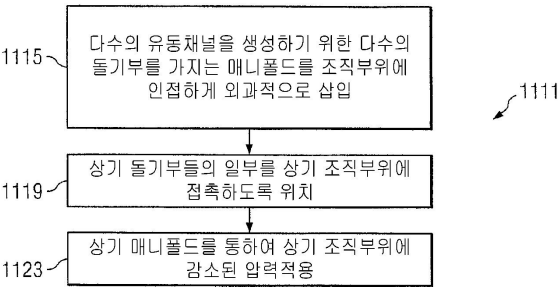 1115
다수의 유동채널을 생성하기 위한 다수의
돌기부를 가지는 매니폴드를 조직부위에
인접하게 외과적으로 삽입
1111
1119
상기 돌기부들의 일부를 상기 조직부위에
접촉하도록 위치
1123
상기 매니폴드를 통하여 상기 조직부위에
감소된 압력적용